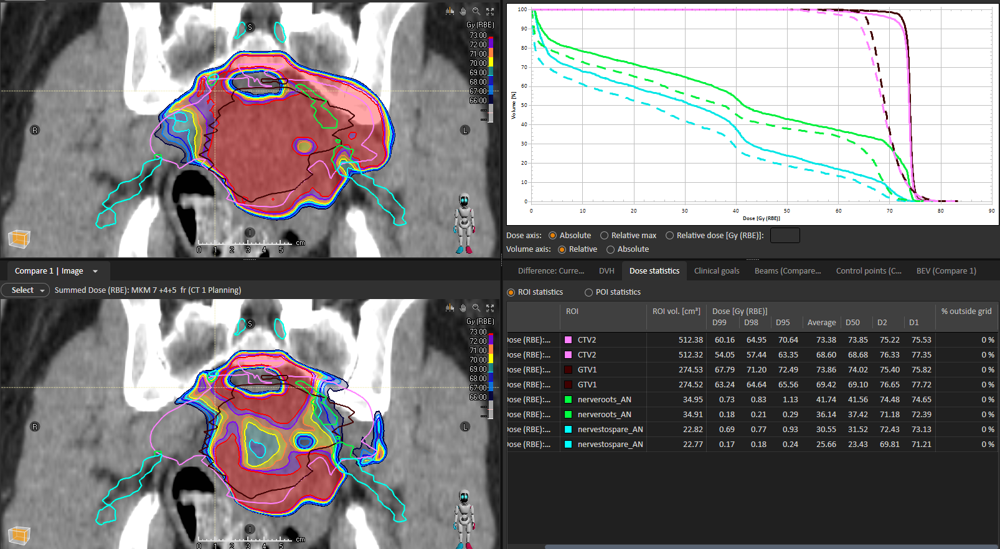 S
Gy (RBE)
73.00
72.00
71.00
70.00
69.00
68.00
67.00
66.00
R
L
I
cm
0 1 2 3 4 5
100
90
80
70
60
50
40
30
20
10
0
Volume [%]
0 10 20 30 40 50 60 70 80 90
Dose [Gy (RBE)]
Dose axis: Absolute Relative max Relative dose [Gy (RBE)]:
Volume axis: Relative Absolute
Compare 1 | Image
Select Summed Dose (RBE): MKM 7 +4+5 fr (CT 1 Planning)
S
Gy (RBE)
73.00
72.00
71.00
70.00
69.00
68.00
67.00
66.00
R
L
I
cm
0 1 2 3 4 5
Difference: Curre... DVH Dose statistics Clinical goals Beams (Compare... Control points (C... BEV (Compare 1)
ROI statistics POI statistics
ROI ROI vol. [cm³] Dose [Gy (RBE)] % outside grid
D99 D98 D95 Average D50 D2 D1
Dose (RBE):... CTV2 512.38 60.16 64.95 70.64 73.38 73.85 75.22 75.53 0 %
Dose (RBE):... CTV2 512.32 54.05 57.44 63.35 68.60 68.68 76.33 77.35 0 %
Dose (RBE):... GTV1 274.53 67.79 71.20 72.49 73.86 74.02 75.40 75.82 0 %
Dose (RBE):... GTV1 274.52 63.24 64.64 65.56 69.42 69.10 76.65 77.72 0 %
Dose (RBE):... nerveroots_AN 34.95 0.73 0.83 1.13 41.74 41.56 74.48 74.65 0 %
Dose (RBE):... nerveroots_AN 34.91 0.18 0.21 0.29 36.14 37.42 71.18 72.39 0 %
Dose (RBE):... nervestospare_AN 22.82 0.69 0.77 0.93 30.55 31.52 72.43 73.13 0 %
Dose (RBE):... nervestospare_AN 22.77 0.17 0.18 0.24 25.66 23.43 69.81 71.21 0 %